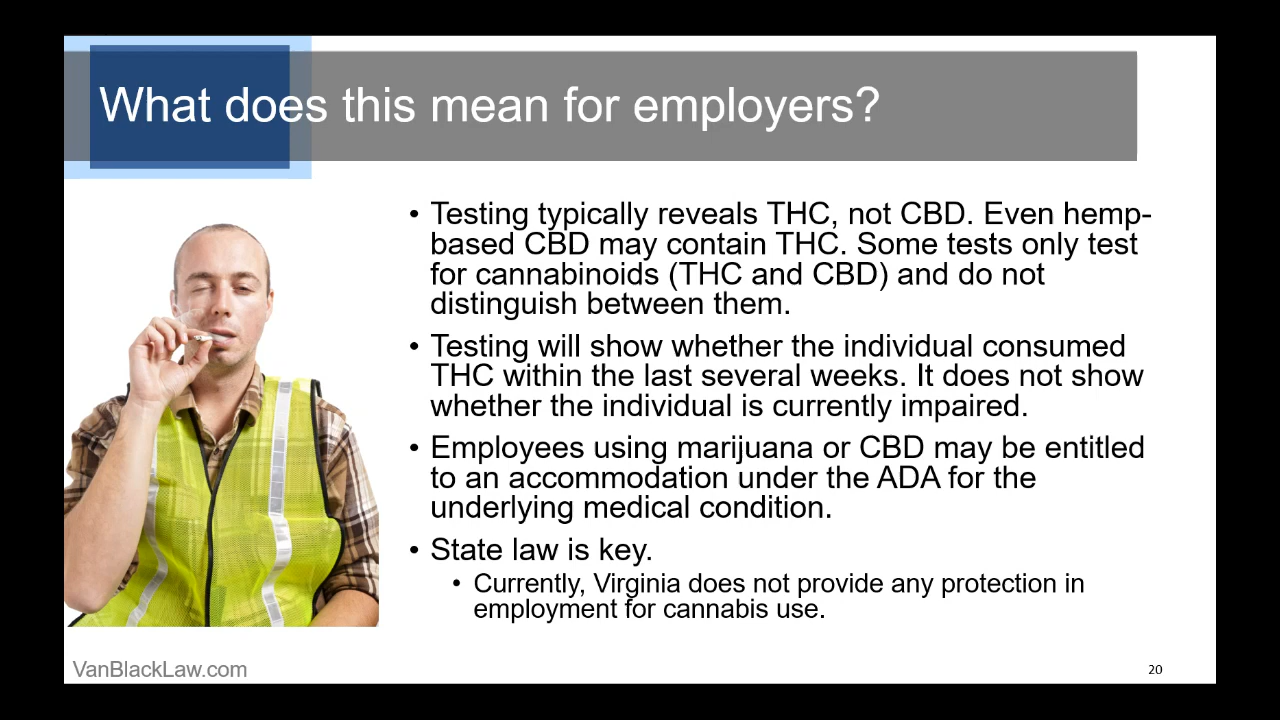 What does this mean for employers?
• Testing typically reveals THC, not CBD. Even hemp-
based CBD may contain THC. Some tests only test
for cannabinoids (THC and CBD) and do not
distinguish between them.
• Testing will show whether the individual consumed
THC within the last several weeks. It does not show
whether the individual is currently impaired.
• Employees using marijuana or CBD may be entitled
to an accommodation under the ADA for the
underlying medical condition.
• State law is key.
• Currently, Virginia does not provide any protection in
employment for cannabis use.
VanBlackLaw.com
20